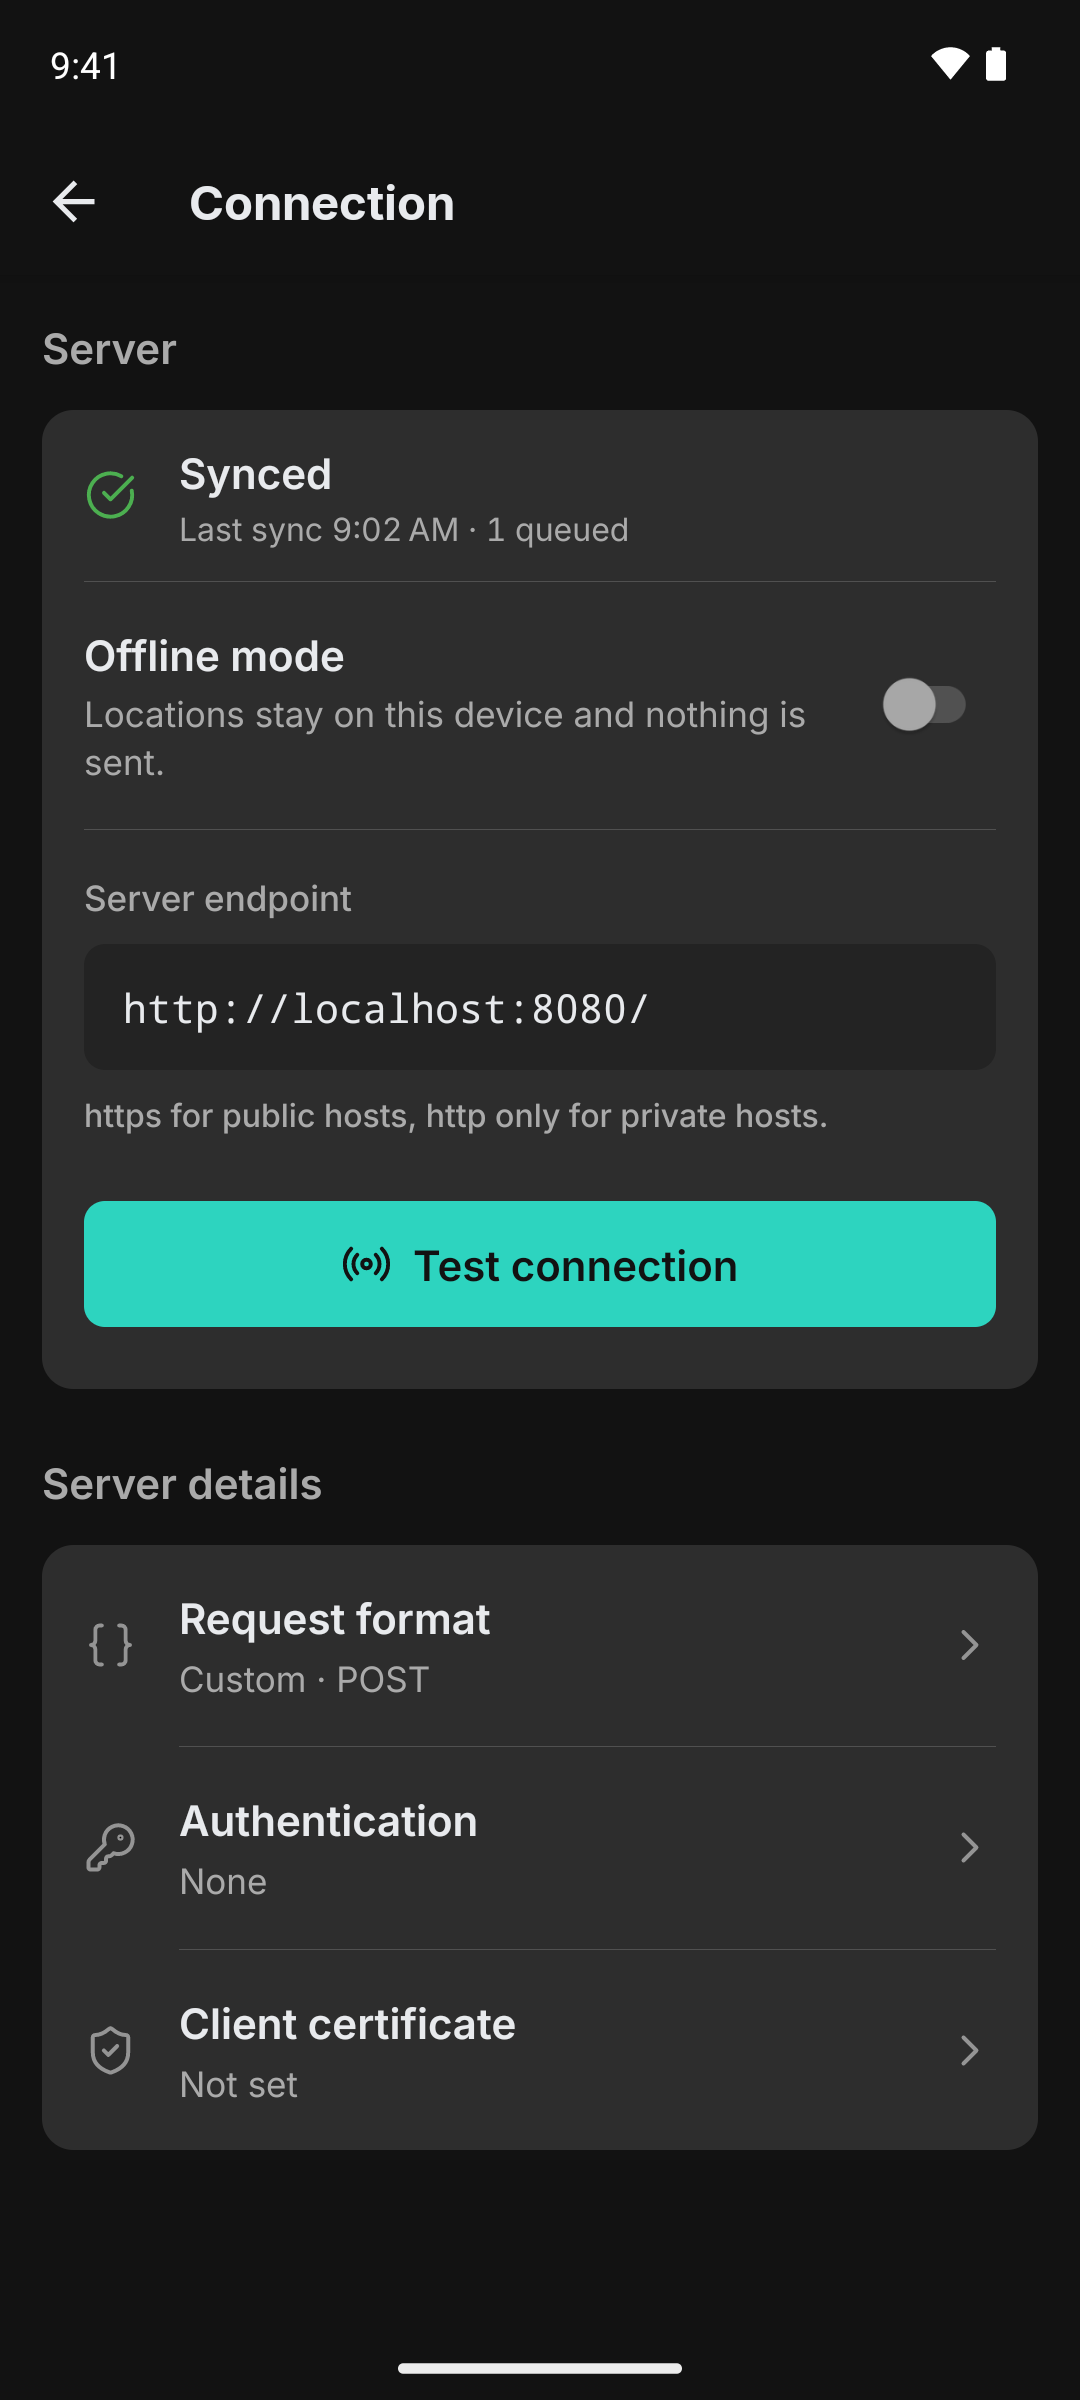 9:41
Connection
Server
Synced
Last sync 9:02 AM · 1 queued
Offline mode
Locations stay on this device and nothing is
sent.
Server endpoint
http://localhost:8080/
https for public hosts, http only for private hosts.
Test connection
Server details
Request format
Custom · POST
Authentication
None
Client certificate
Not set